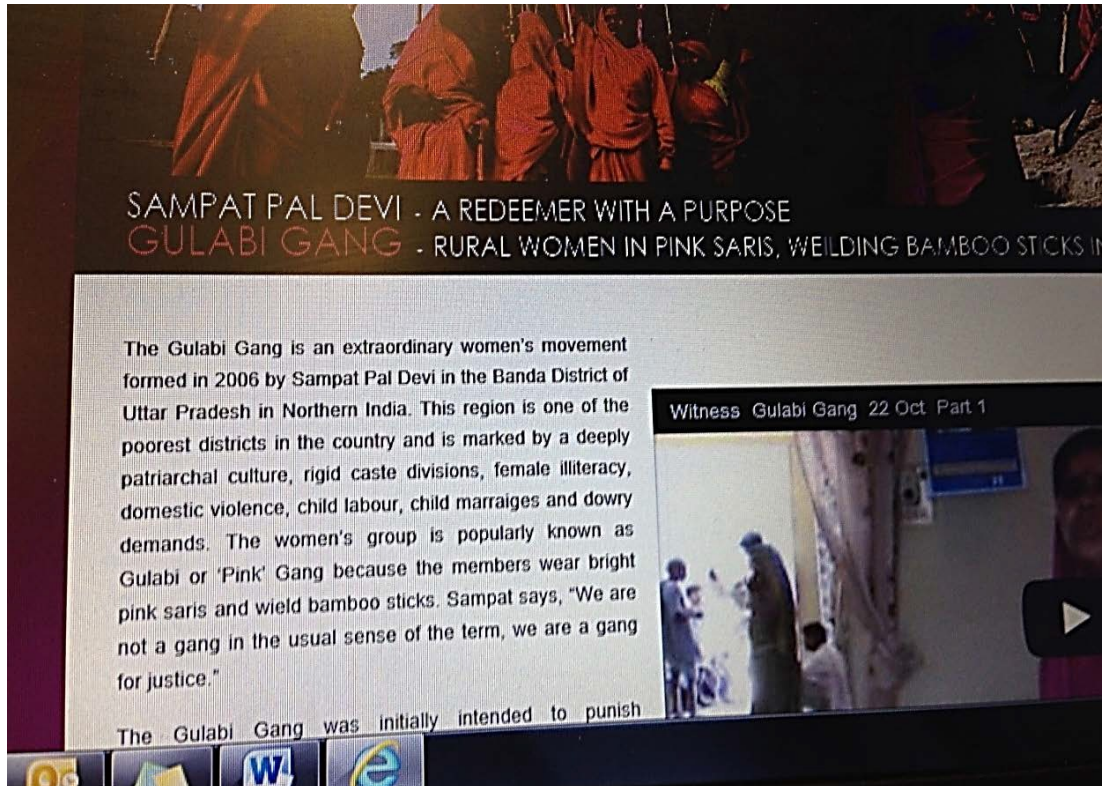 SAMPAT PAL DEVI - A REDEEMER WITH A PURPOSE
GULABI GANG - RURAL WOMEN IN PINK SARIS, WEILDING BAMBOO STICKS IN
The Gulabi Gang is an extraordinary women's movement
formed in 2006 by Sampat Pal Devi in the Banda District of
Uttar Pradesh in Northern India. This region is one of the
poorest districts in the country and is marked by a deeply
patriarchal culture, rigid caste divisions, female illiteracy,
domestic violence, child labour, child marraiges and dowry
demands. The women's group is popularly known as
Gulabi or 'Pink' Gang because the members wear bright
pink saris and wield bamboo sticks. Sampat says, "We are
not a gang in the usual sense of the term, we are a gang
for justice."
The Gulabi Gang was initially intended to punish
Witness Gulabi Gang 22 Oct Part 1
W